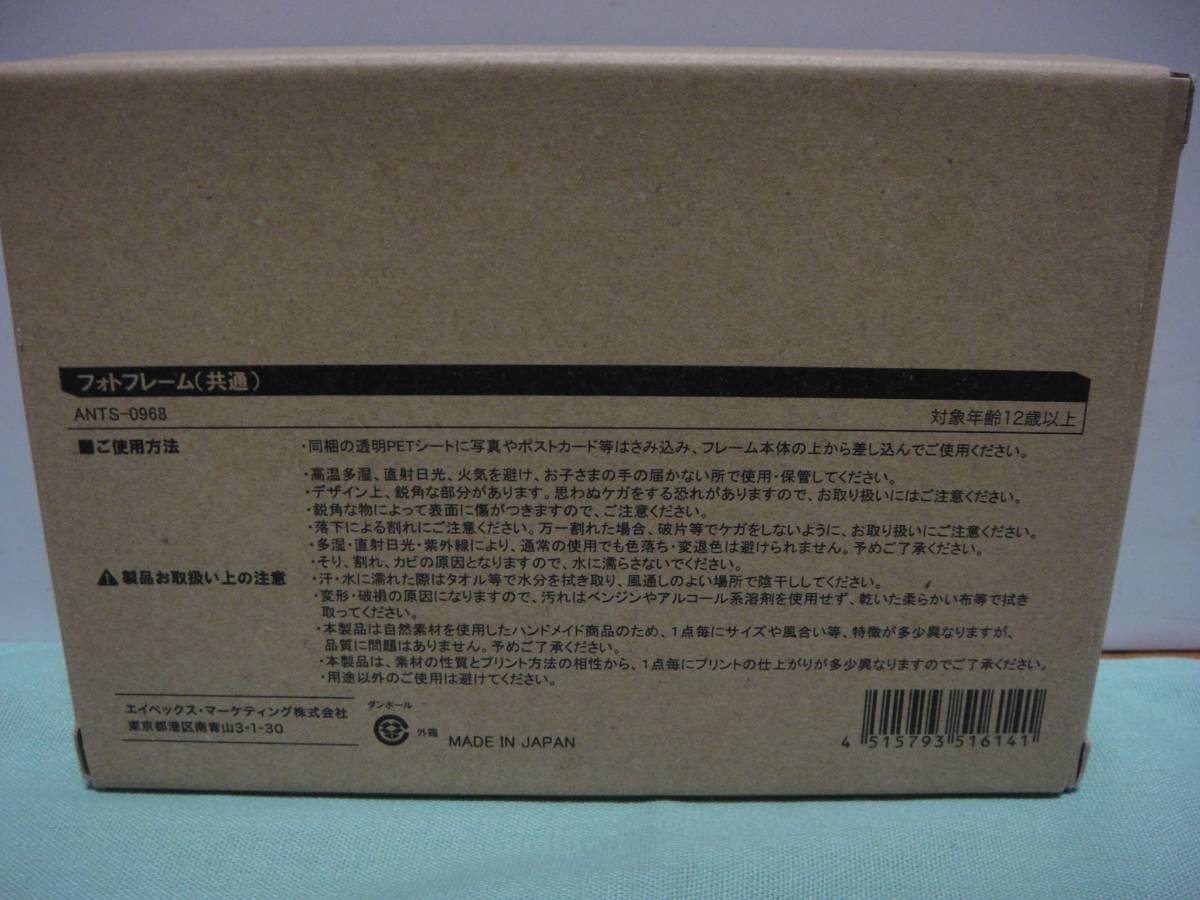 フォトフレーム(共通)
ANTS-0968
対象年齢12歳以上
■ご使用方法
・同梱の透明PETシートに写真やポストカード等はさみ込み、フレーム本体の上から差し込んでご使用ください。
製品お取扱い上の注意
・高温多湿、直射日光、火気を避け、お子さまの手の届かない所で使用・保管してください。
・デザイン上、鋭角な部分があります。思わぬケガをする恐れがありますので、お取り扱いにはご注意ください。
・鋭角な物によって表面に傷がつきますので、ご注意ください。
・落下による割れにご注意ください。万一割れた場合、破片等でケガをしないように、お取り扱いにご注意ください。
・多湿・直射日光・紫外線により、通常の使用でも色落ち・変退色は避けられません。予めご了承ください。
・そり、割れ、カビの原因となりますので、水に濡らさないでください。
・汗・水に濡れた際はタオル等で水分を拭き取り、風通しのよい場所で陰干ししてください。
・変形・破損の原因になりますので、汚れはベンジンやアルコール系溶剤を使用せず、乾いた柔らかい布等で拭き
取ってください。
・本製品は自然素材を使用したハンドメイド商品のため、1点毎にサイズや風合い等、特徴が多少異なりますが、
品質に問題はありません。予めご了承ください。
・本製品は、素材の性質とプリント方法の相性から、1点毎にプリントの仕上がりが多少異なりますのでご了承ください。
・用途以外のご使用は避けてください。
エイベックス・マーケティング株式会社
東京都港区南青山3-1-30
ダンボール
外箱
MADE IN JAPAN
4 515793 516141